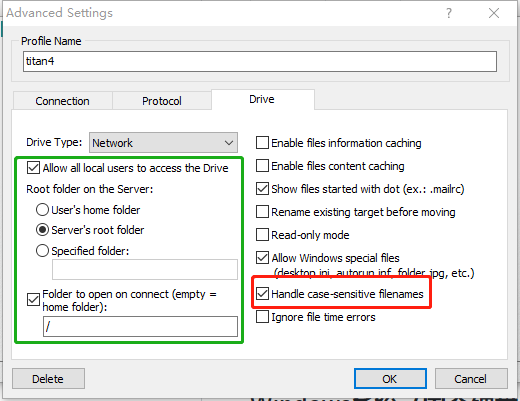 Advanced Settings
Profile Name
titan4
Connection
Protocol
Drive
Drive Type:
Network
Allow all local users to access the Drive
Root folder on the Server:
User's home folder
Server's root folder
Specified folder:
Folder to open on connect (empty =
home folder):
/
Enable files information caching
Enable files content caching
Show files started with dot (ex.: .mailrc)
Rename existing target before moving
Read-only mode
Allow Windows special files
(desktop.ini, autorun.inf, folder.jpg, etc.)
Handle case-sensitive filenames
Ignore file time errors
Delete
OK
Cancel